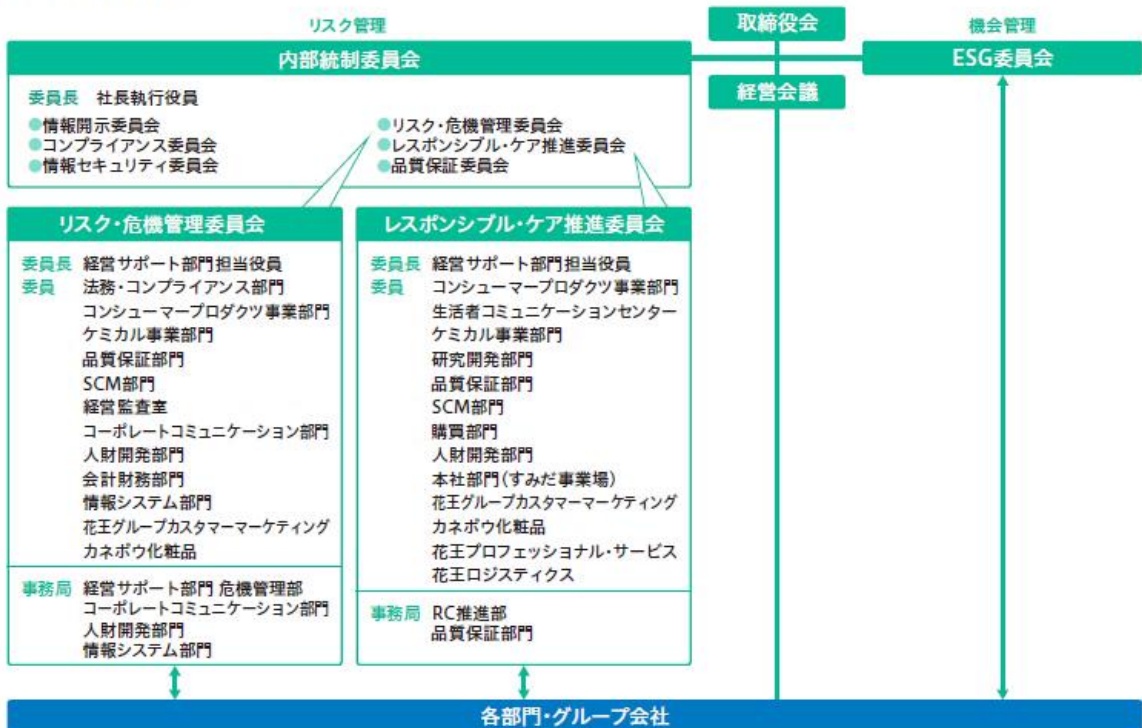 リスク管理
取締役会
機会管理
内部統制委員会
ESG委員会
経営会議
委員長 社長執行役員
●情報開示委員会
●コンプライアンス委員会
●情報セキュリティ委員会
●リスク・危機管理委員会
●レスポンシブル・ケア推進委員会
●品質保証委員会
リスク・危機管理委員会
委員長 経営サポート部門担当役員
委員 法務・コンプライアンス部門
コンシューマープロダクツ事業部門
ケミカル事業部門
品質保証部門
SCM部門
経営監査室
コーポレートコミュニケーション部門
人財開発部門
会計財務部門
情報システム部門
花王グループカスタマーマーケティング
カネボウ化粧品
事務局 経営サポート部門 危機管理部
コーポレートコミュニケーション部門
人財開発部門
情報システム部門
レスポンシブル・ケア推進委員会
委員長 経営サポート部門担当役員
委員 コンシューマープロダクツ事業部門
生活者コミュニケーションセンター
ケミカル事業部門
研究開発部門
品質保証部門
SCM部門
購買部門
人財開発部門
本社部門(すみだ事業場)
花王グループカスタマーマーケティング
カネボウ化粧品
花王プロフェッショナル・サービス
花王ロジスティクス
事務局 RC推進部
品質保証部門
各部門・グループ会社